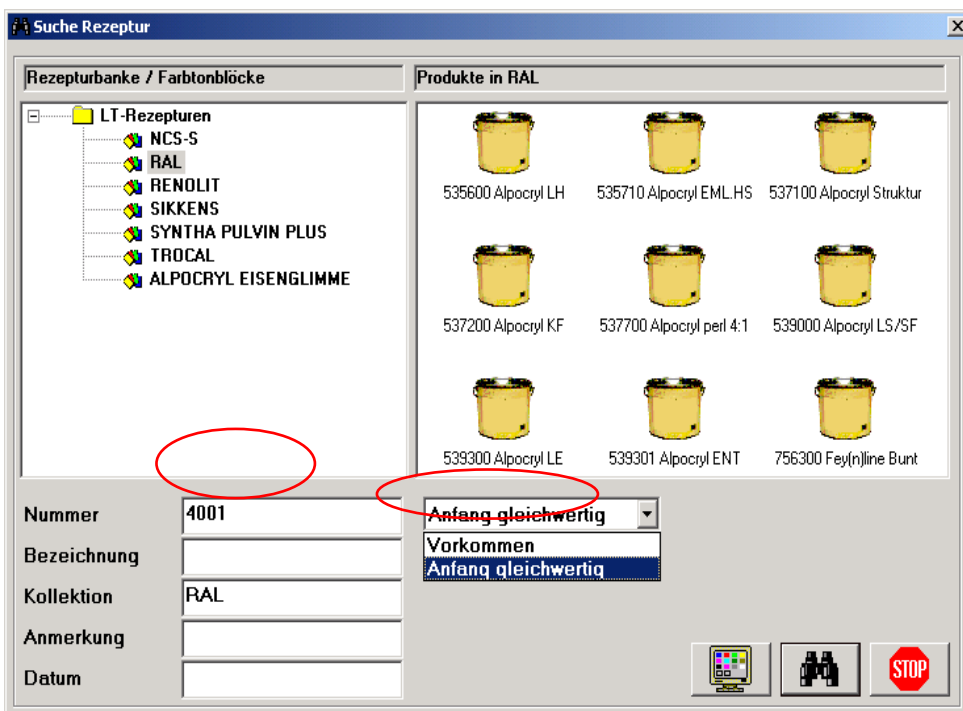 Suche Rezeptur
Rezepturbanke / Farbtonblöcke
Produkte in RAL
LT-Rezepturen
NCS-S
RAL
RENOLIT
SIKKENS
SYNTHA PULVIN PLUS
TROCAL
ALPOCRYL EISENGLIMME
535600 Alpocryl LH
535710 Alpocryl EML.HS
537100 Alpocryl Struktur
537200 Alpocryl KF
537700 Alpocryl perl 4:1
539000 Alpocryl LS/SF
539300 Alpocryl LE
539301 Alpocryl ENT
756300 Fey(n)line Bunt
Nummer
4001
Anfang gleichwertig
Vorkommen
Anfang gleichwertig
Bezeichnung
Kollektion
RAL
Anmerkung
Datum
STOP